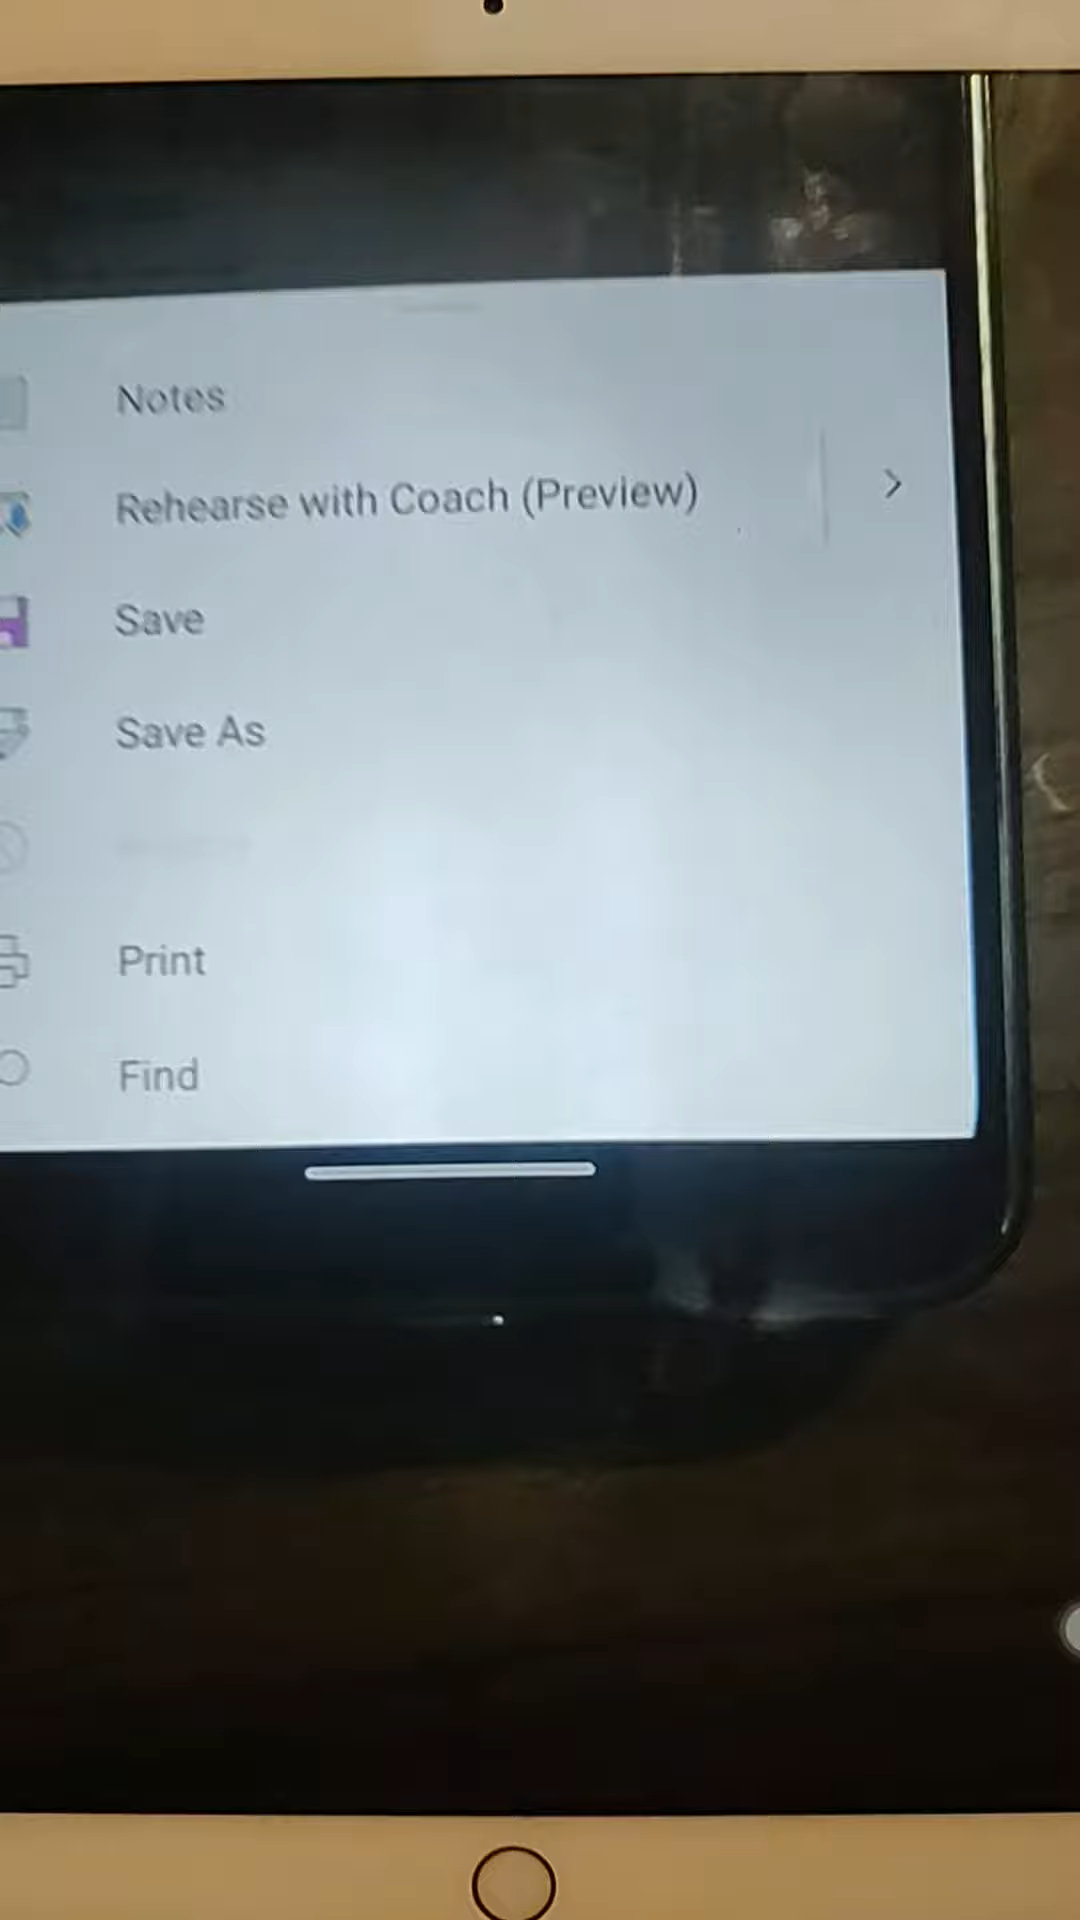 Notes
Rehearse with Coach (Preview)
Save
Save As
Print
Find